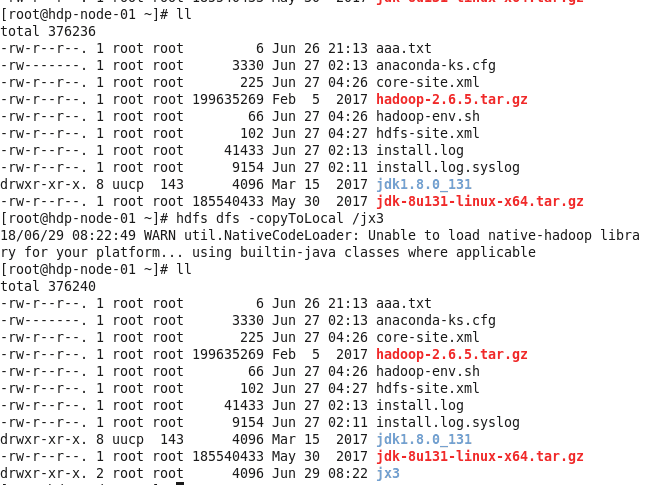 -rw-r--r--. 1 root root 185540433 May 30  2017 jdk-8u131-linux-x64.tar.gz
[root@hdp-node-01 ~]# ll
total 376236
-rw-r--r--. 1 root root         6 Jun 26 21:13 aaa.txt
-rw-------. 1 root root      3330 Jun 27 02:13 anaconda-ks.cfg
-rw-r--r--. 1 root root       225 Jun 27 04:26 core-site.xml
-rw-r--r--. 1 root root 199635269 Feb  5  2017 hadoop-2.6.5.tar.gz
-rw-r--r--. 1 root root        66 Jun 27 04:26 hadoop-env.sh
-rw-r--r--. 1 root root       102 Jun 27 04:27 hdfs-site.xml
-rw-r--r--. 1 root root     41433 Jun 27 02:13 install.log
-rw-r--r--. 1 root root      9154 Jun 27 02:11 install.log.syslog
drwxr-xr-x. 8 uucp  143      4096 Mar 15  2017 jdk1.8.0_131
-rw-r--r--. 1 root root 185540433 May 30  2017 jdk-8u131-linux-x64.tar.gz
[root@hdp-node-01 ~]# hdfs dfs -copyToLocal /jx3
18/06/29 08:22:49 WARN util.NativeCodeLoader: Unable to load native-hadoop libra
ry for your platform... using builtin-java classes where applicable
[root@hdp-node-01 ~]# ll
total 376240
-rw-r--r--. 1 root root         6 Jun 26 21:13 aaa.txt
-rw-------. 1 root root      3330 Jun 27 02:13 anaconda-ks.cfg
-rw-r--r--. 1 root root       225 Jun 27 04:26 core-site.xml
-rw-r--r--. 1 root root 199635269 Feb  5  2017 hadoop-2.6.5.tar.gz
-rw-r--r--. 1 root root        66 Jun 27 04:26 hadoop-env.sh
-rw-r--r--. 1 root root       102 Jun 27 04:27 hdfs-site.xml
-rw-r--r--. 1 root root     41433 Jun 27 02:13 install.log
-rw-r--r--. 1 root root      9154 Jun 27 02:11 install.log.syslog
drwxr-xr-x. 8 uucp  143      4096 Mar 15  2017 jdk1.8.0_131
-rw-r--r--. 1 root root 185540433 May 30  2017 jdk-8u131-linux-x64.tar.gz
drwxr-xr-x. 2 root root      4096 Jun 29 08:22 jx3